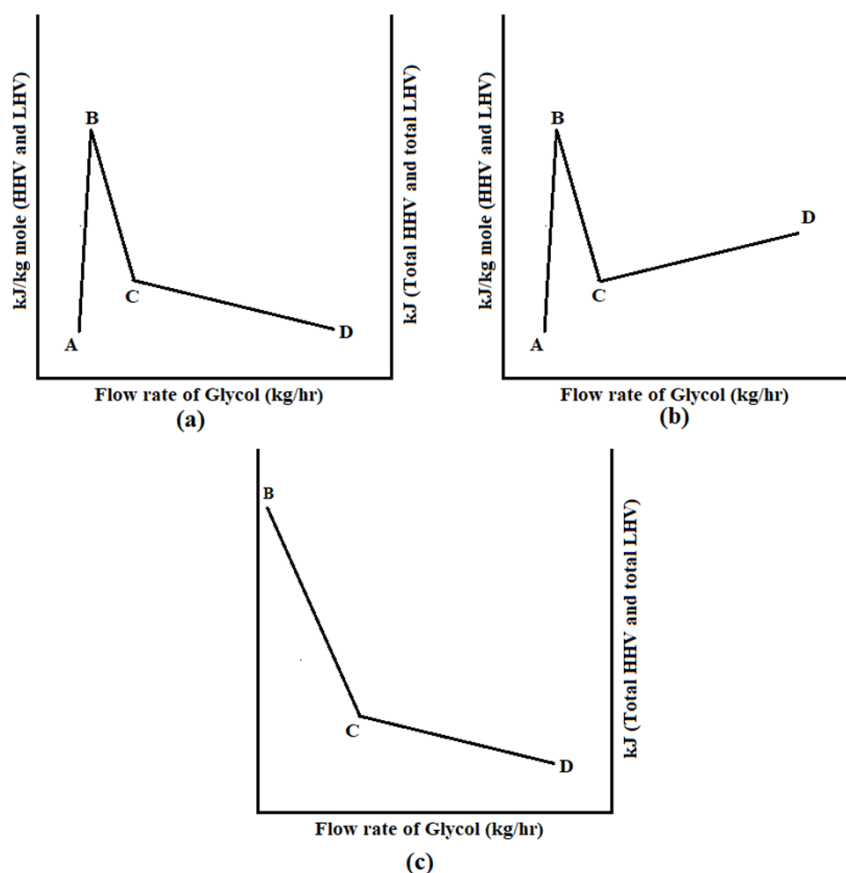 kJ/kg mole (HHV and LHV)
B
C
A
D
kJ (Total HHV and total LHV)
Flow rate of Glycol (kg/hr)
(a)
kJ/kg mole (HHV and LHV)
B
D
C
A
Flow rate of Glycol (kg/hr)
(b)
B
C
D
kJ (Total HHV and total LHV)
Flow rate of Glycol (kg/hr)
(c)